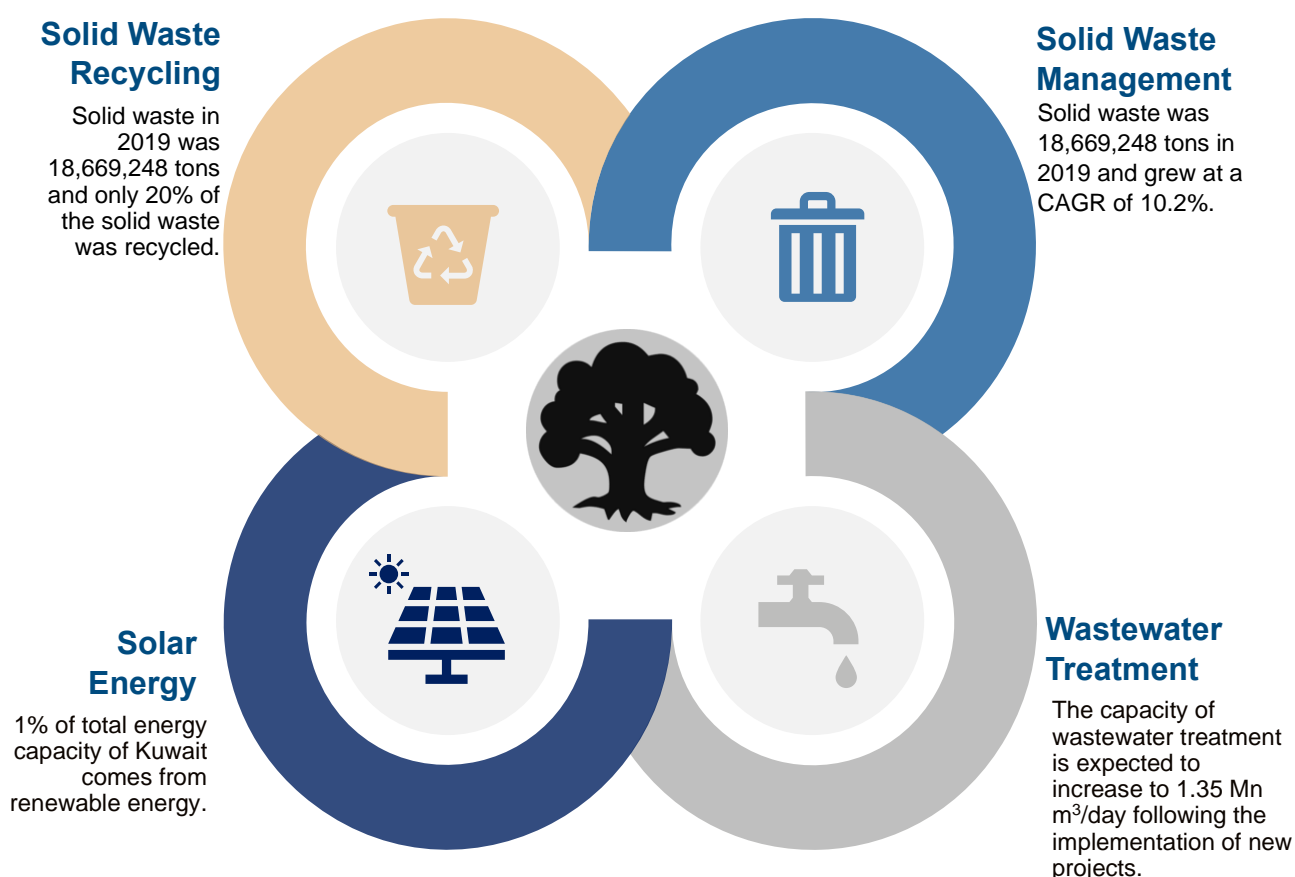 Solid Waste
Recycling
Solid waste in
2019 was
18,669,248 tons
and only 20% of
the solid waste
was recycled.
Solid Waste
Management
Solid waste was
18,669,248 tons in
2019 and grew at a
CAGR of 10.2%.
Solar
Energy
1% of total energy
capacity of Kuwait
comes from
renewable energy.
Wastewater
Treatment
The capacity of
wastewater treatment
is expected to
increase to 1.35 Mn
m³/day following the
implementation of new
projects.